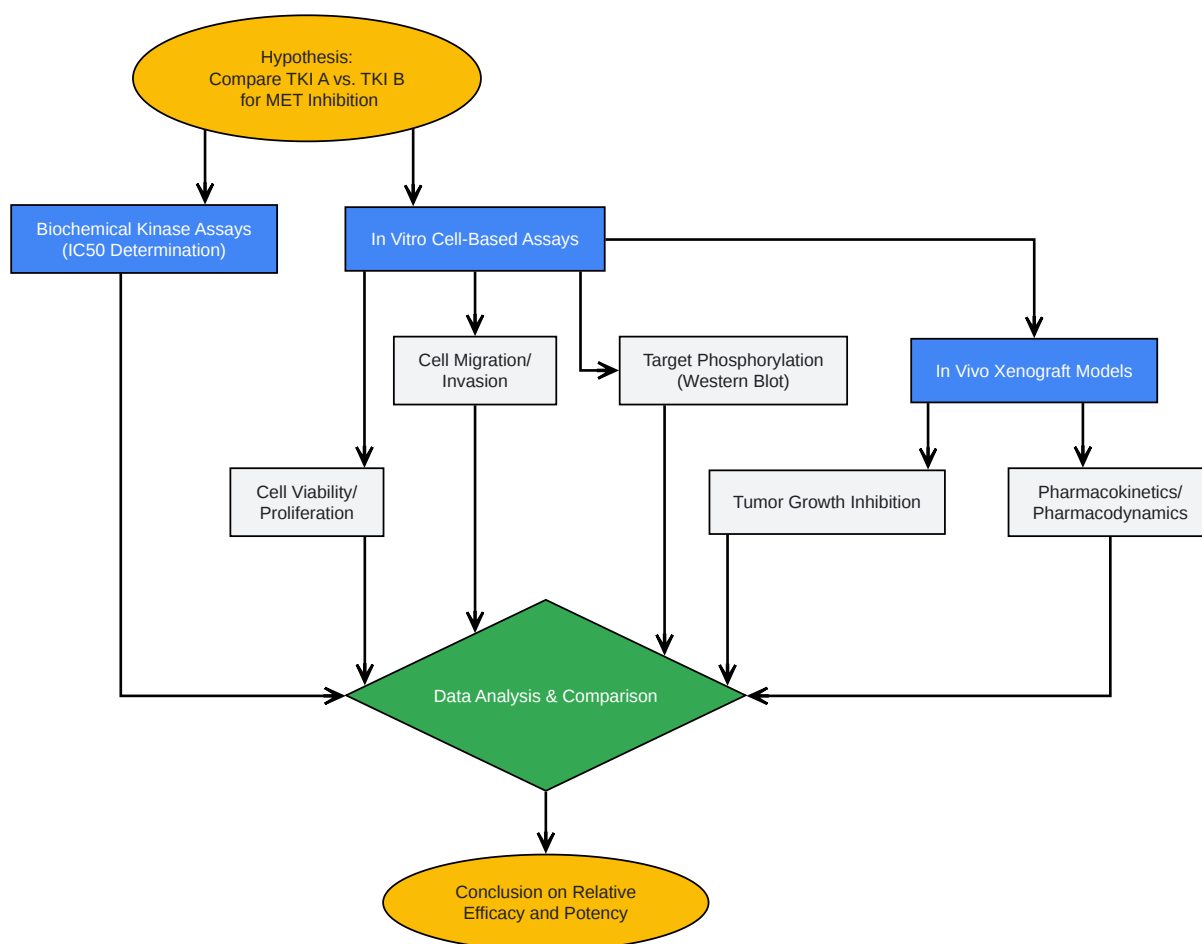 Hypothesis:
Compare TKI A vs. TKI B
for MET Inhibition
Biochemical Kinase Assays
(IC50 Determination)
In Vitro Cell-Based Assays
Cell Migration/
Invasion
Target Phosphorylation
(Western Blot)
In Vivo Xenograft Models
Cell Viability/
Proliferation
Tumor Growth Inhibition
Pharmacokinetics/
Pharmacodynamics
Data Analysis & Comparison
Conclusion on Relative
Efficacy and Potency